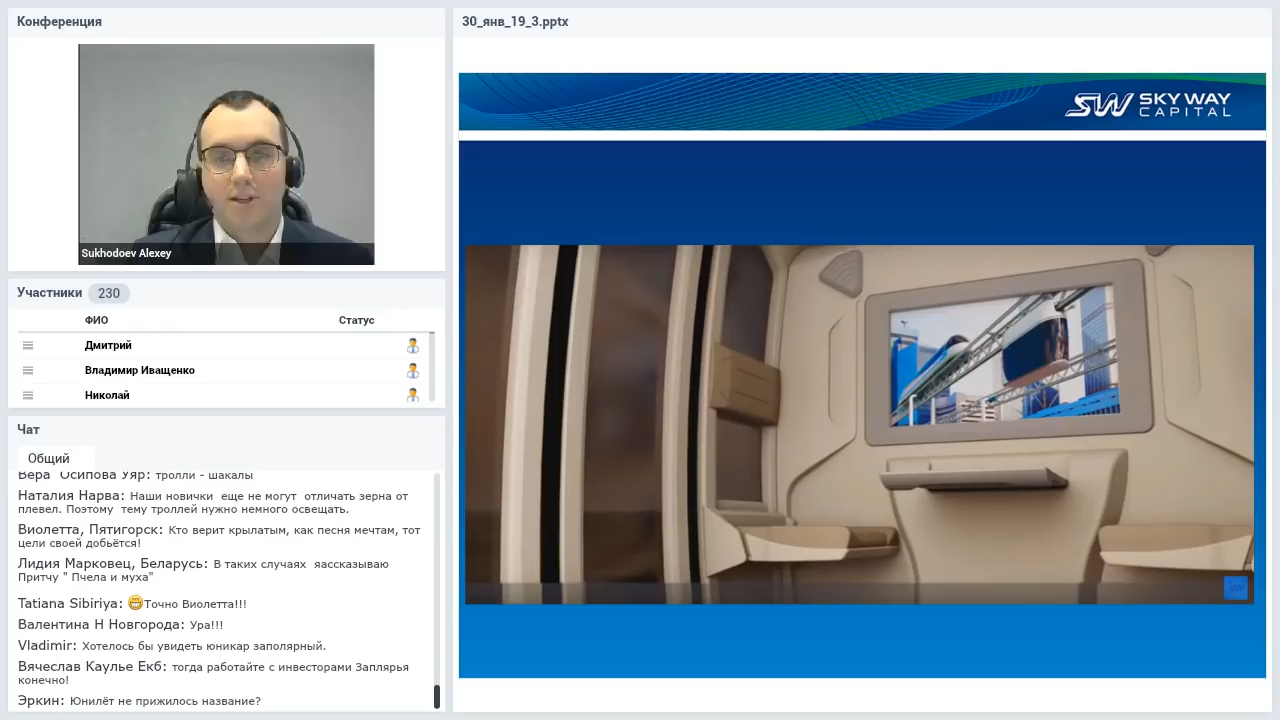 Конференция
Sukhodoev Alexey
Участники 230
ФИО Статус
Дмитрий
Владимир Иващенко
Николай
Чат
Общий
Вера Осипова Уяр: тролли - шакалы
Наталия Нарва: Наши новички еще не могут отличать зерна от
плевел. Поэтому тему троллей нужно немного освещать.
Виолетта, Пятигорск: Кто верит крылатым, как песня мечтам, тот
цели своей добьётся!
Лидия Марковец, Беларусь: В таких случаях яассказываю
Притчу " Пчела и муха"
Tatiana Sibiriya: Точно Виолетта!!!
Валентина Н Новгорода: Ура!!!
Vladimir: Хотелось бы увидеть юникар заполярный.
Вячеслав Каулье Екб: тогда работайте с инвесторами Заплярья
конечно!
Эркин: Юнилёт не прижилось название?
30_янв_19_3.pptx
SW SKY WAY
CAPITAL